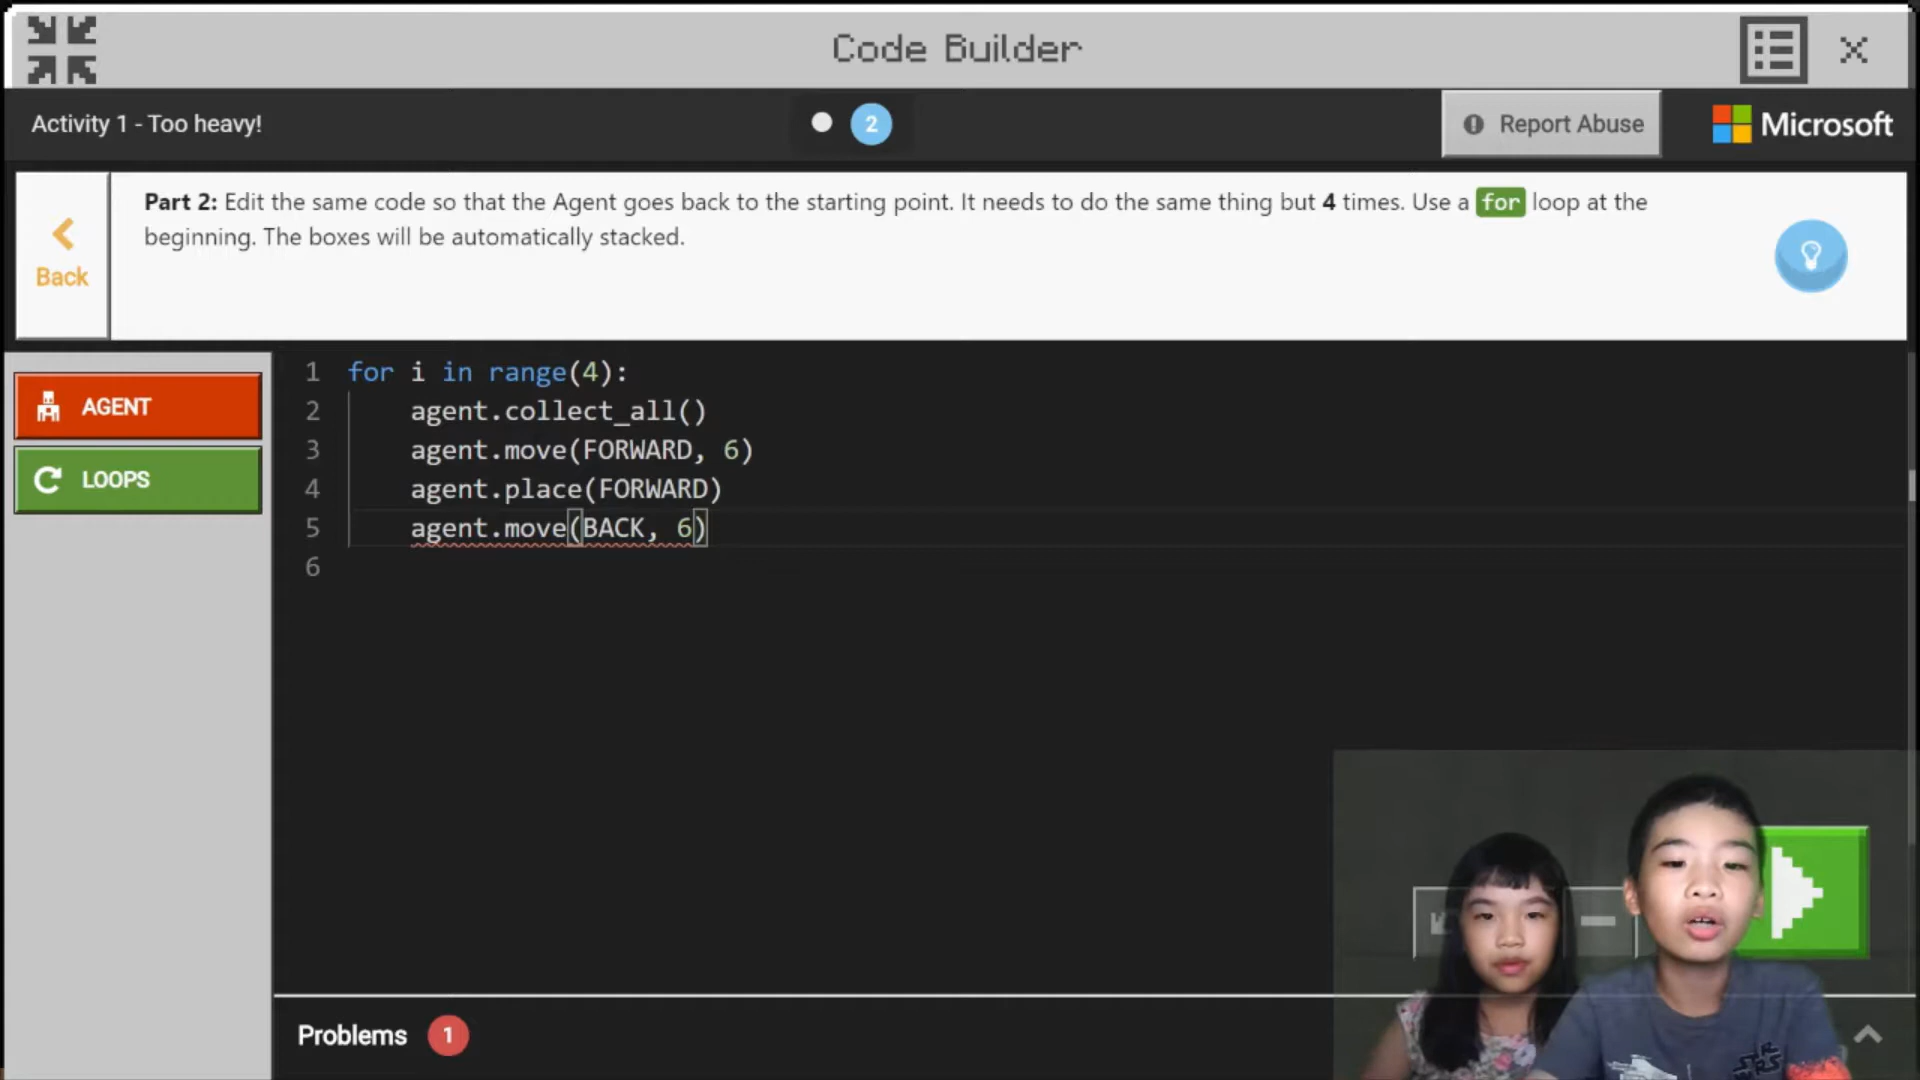 Code Builder
Activity 1 - Too heavy!
2
Report Abuse
Microsoft
Back
Part 2: Edit the same code so that the Agent goes back to the starting point. It needs to do the same thing but 4 times. Use a for loop at the
beginning. The boxes will be automatically stacked.
AGENT
LOOPS
1 for i in range(4):
2 agent.collect_all()
3 agent.move(FORWARD, 6)
4 agent.place(FORWARD)
5 agent.move(BACK, 6)
6
Problems 1